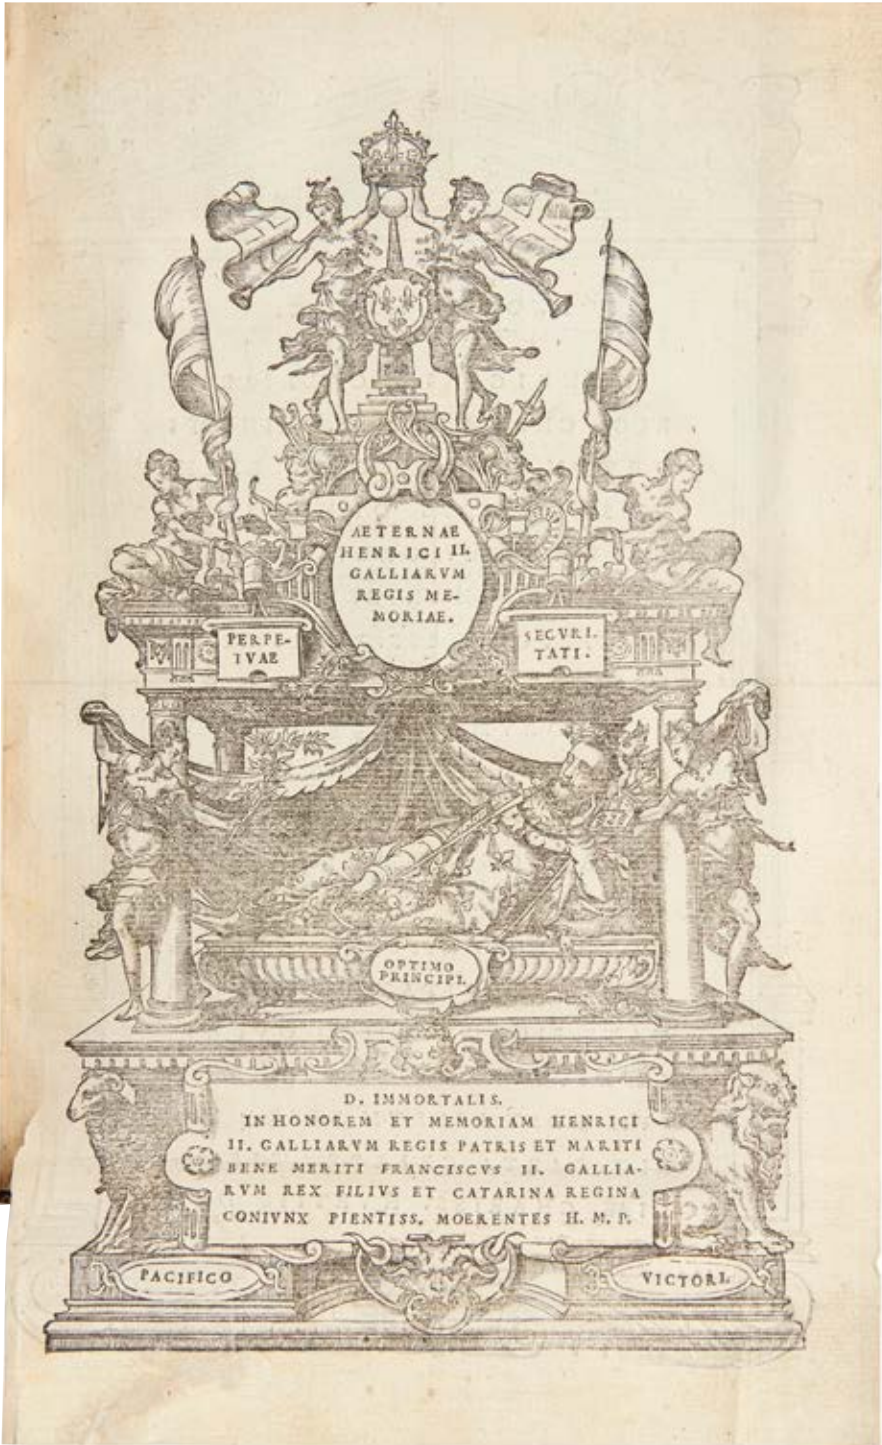 AETERNAE
HENRICI II.
GALLIARVM
REGIS ME-
MORIAE.
PERPE-
TVAE
SECVRI-
TATI.
OPTIMO
PRINCIPI.
D. IMMORTALIS.
IN HONOREM ET MEMORIAM HENRICI
II. GALLIARVM REGIS PATRIS ET MARITI
BENE MERITI FRANCISCVS II. GALLIA-
RVM REX FILIVS ET CATARINA REGINA
CONIVNX PIENTISS. MOERENTES H. M. P.
PACIFICO
VICTORI.